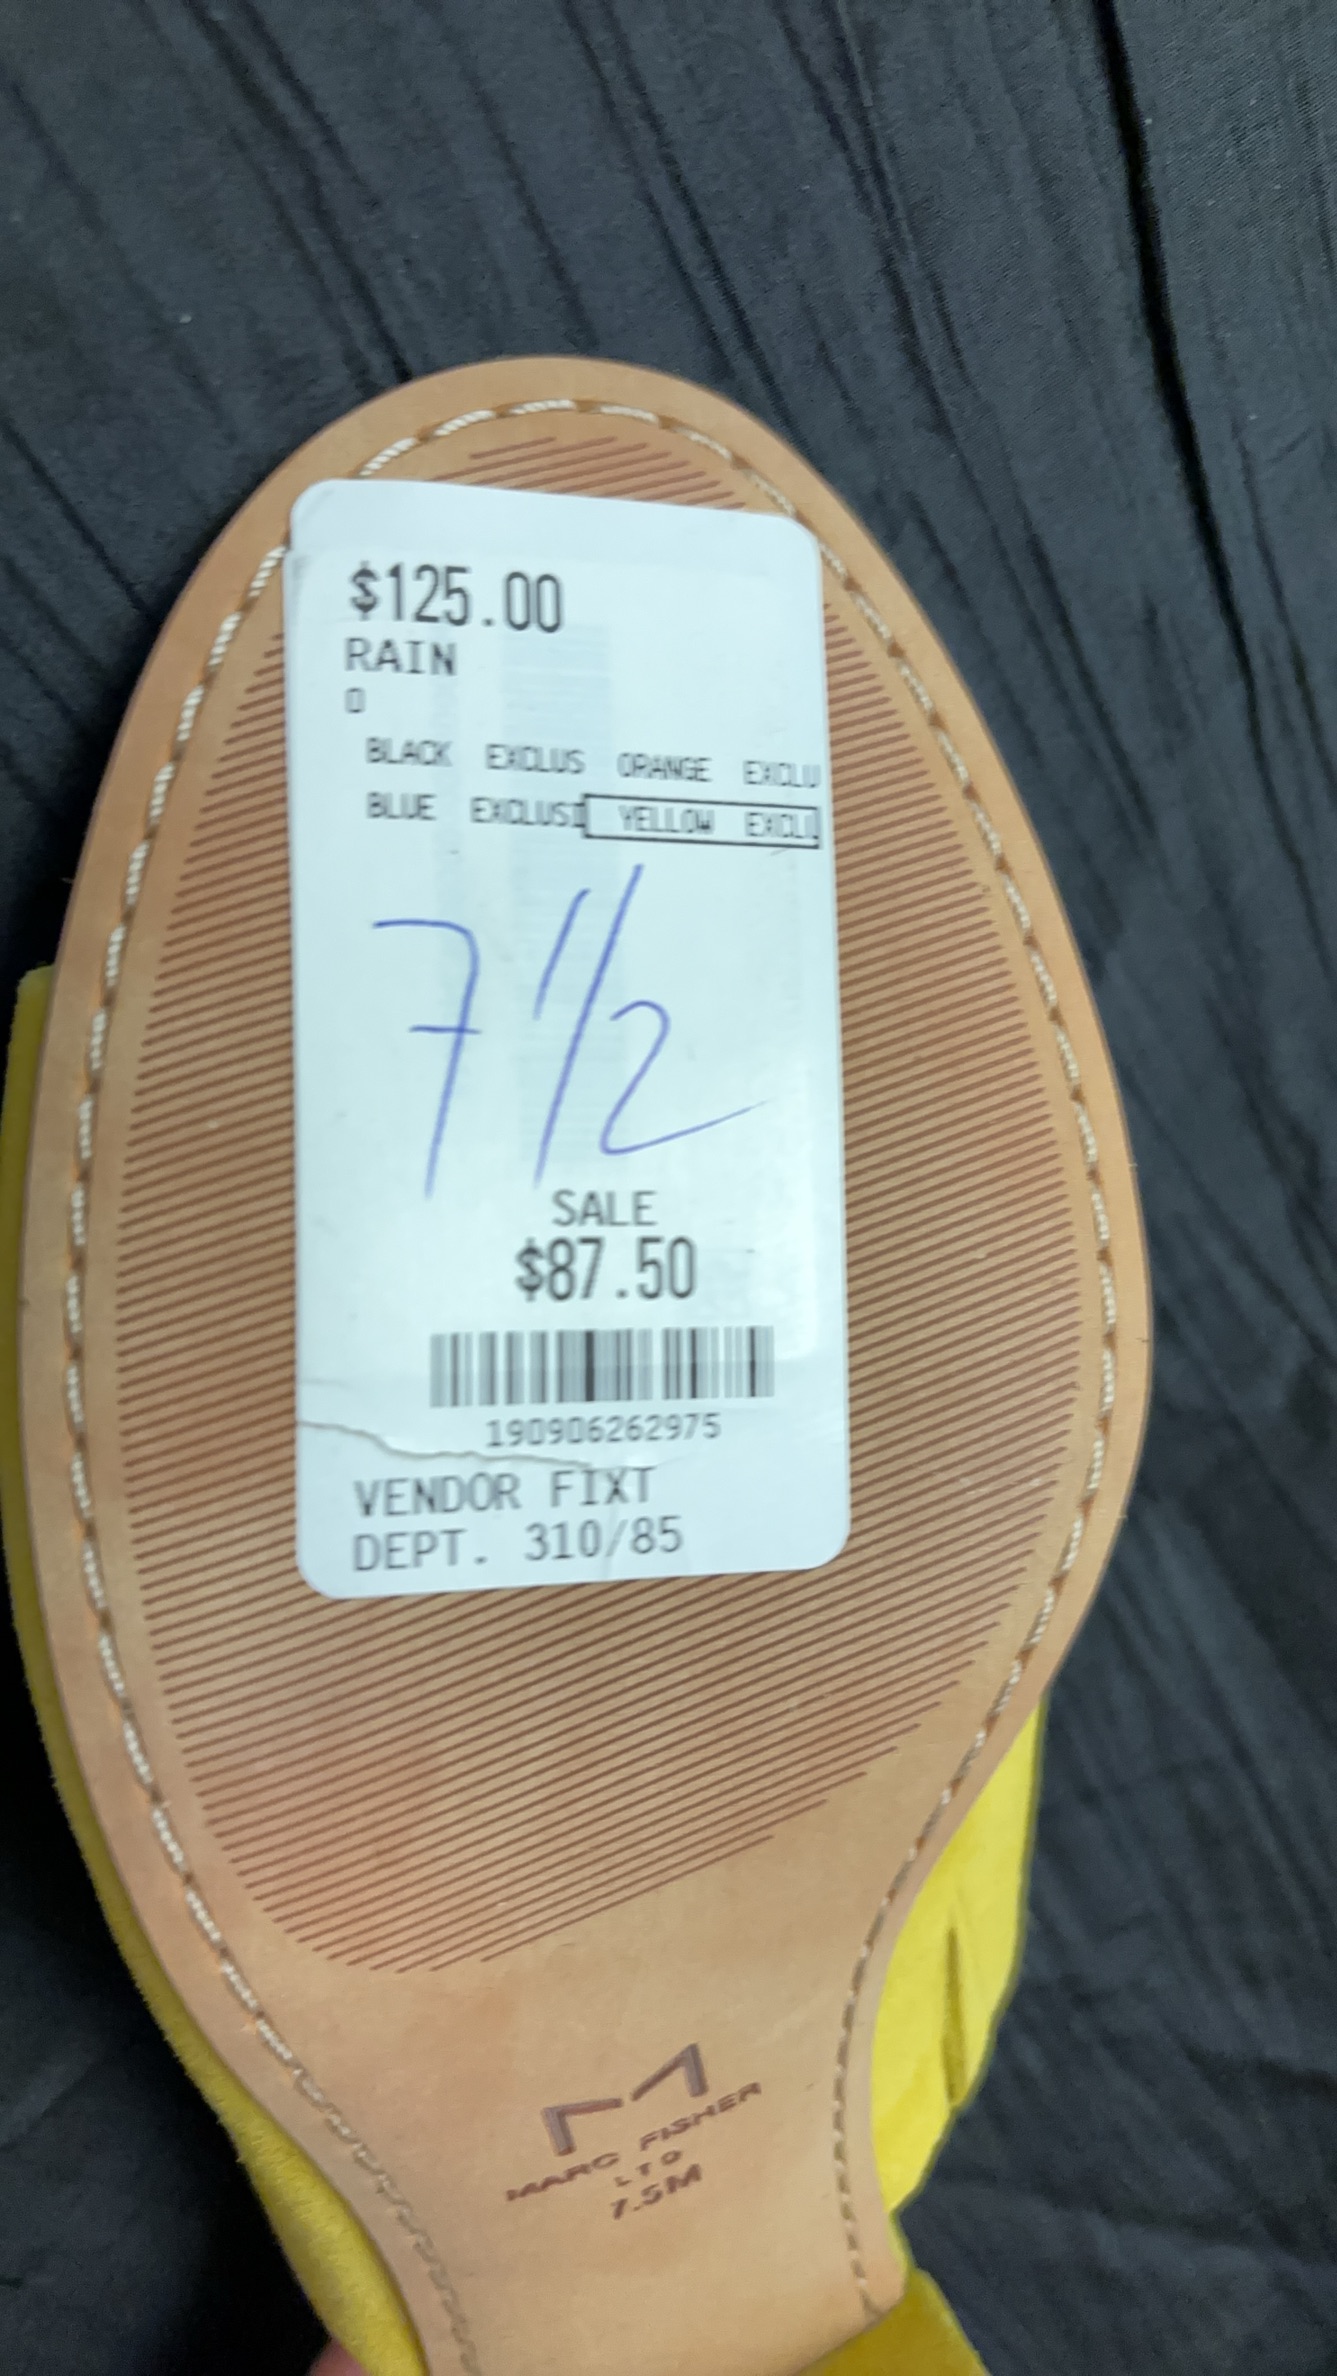 $125.00
RAIN
0
BLACK EXCLUS ORANGE EXCLU
BLUE EXCLUSI YELLOW EXCLU
7 1/2
SALE
$87.50
190906262975
VENDOR FIXT
DEPT. 310/85
MARC FISHER
LTD
7.5M